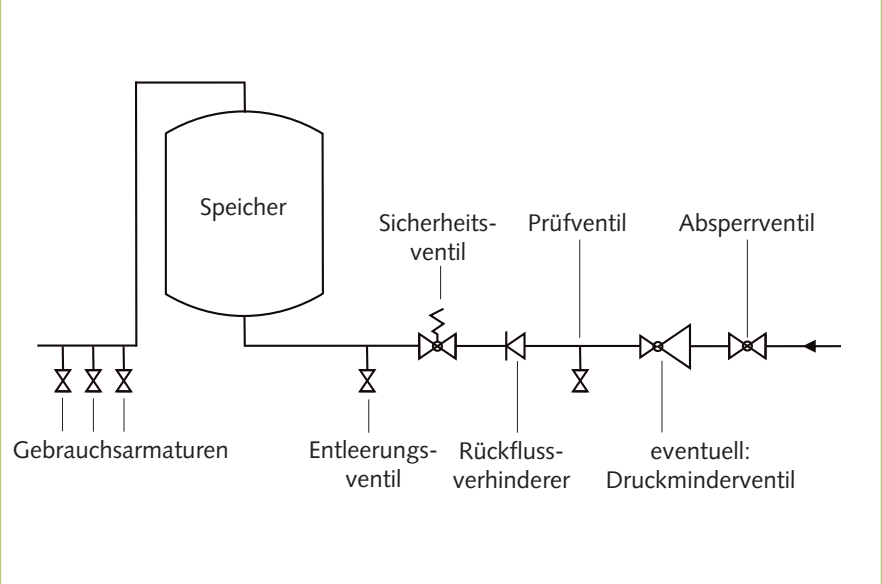 Speicher
Sicherheits-
ventil
Prüfventil
Absperrventil
Gebrauchsarmaturen
Entleerungs-
ventil
Rückfluss-
verhinderer
eventuell:
Druckminderventil